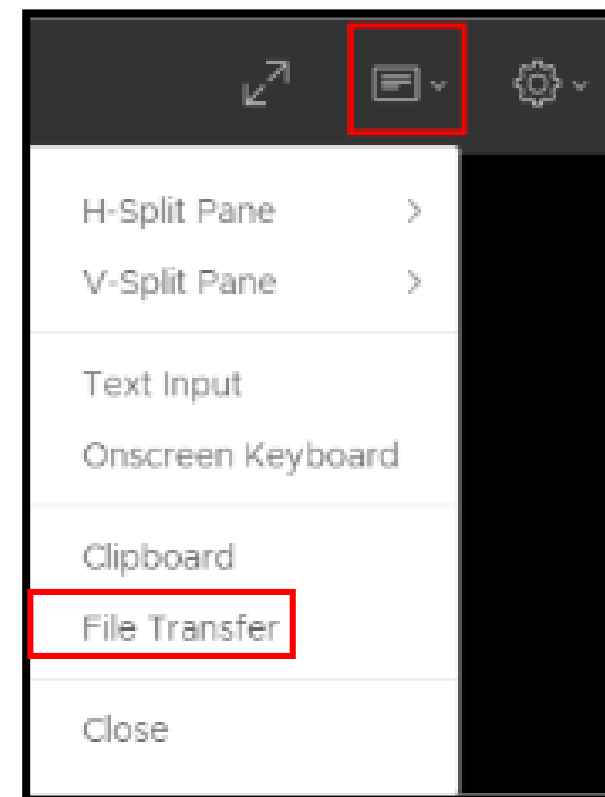 H-Split Pane
V-Split Pane
Text Input
Onscreen Keyboard
Clipboard
File Transfer
Close